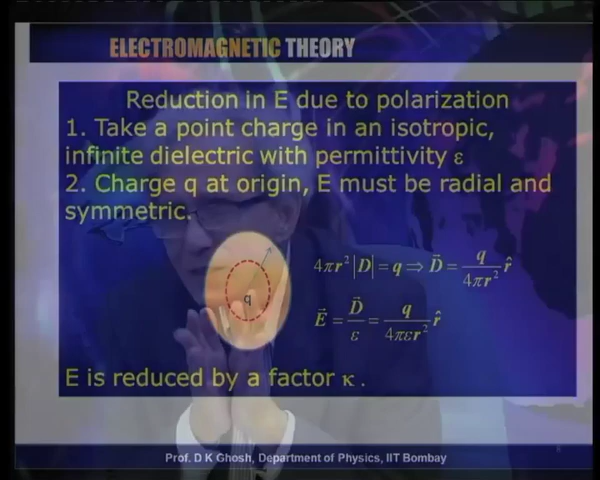 ELECTROMAGNETIC THEORY
Reduction in E due to polarization
1. Take a point charge in an isotropic,
infinite dielectric with permittivity ε
2. Charge q at origin, E must be radial and
symmetric.
q
4πr²|D| = q ⇒ D⃗ = q / 4πr² r̂
E⃗ = D⃗ / ε = q / 4πεr² r̂
E is reduced by a factor κ .
Prof. D K Ghosh, Department of Physics, IIT Bombay